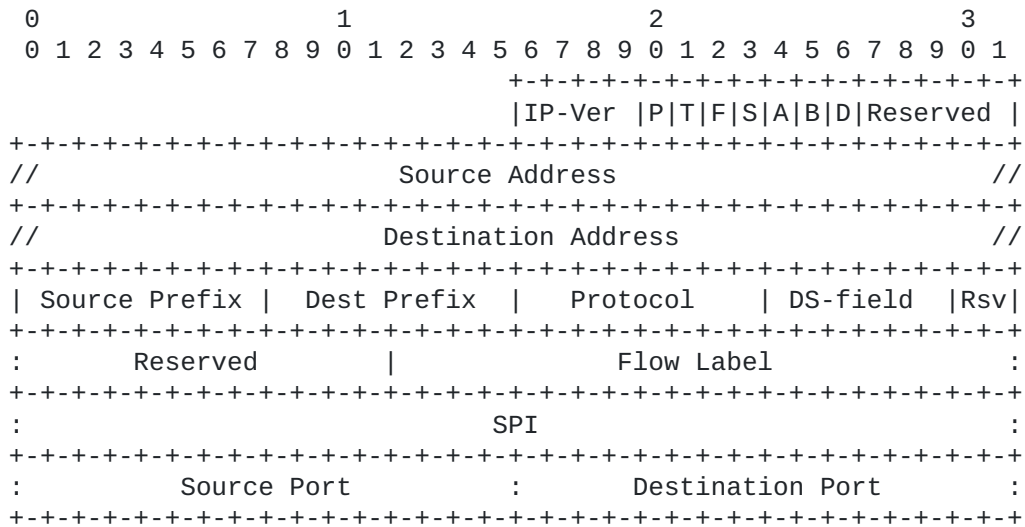 0                   1                   2                   3
 0 1 2 3 4 5 6 7 8 9 0 1 2 3 4 5 6 7 8 9 0 1 2 3 4 5 6 7 8 9 0 1
                                +-+-+-+-+-+-+-+-+-+-+-+-+-+-+-+-+
                                |IP-Ver |P|T|F|S|A|B|D|Reserved |
+-+-+-+-+-+-+-+-+-+-+-+-+-+-+-+-+-+-+-+-+-+-+-+-+-+-+-+-+-+-+-+-+
//                       Source Address                        //
+-+-+-+-+-+-+-+-+-+-+-+-+-+-+-+-+-+-+-+-+-+-+-+-+-+-+-+-+-+-+-+-+
//                      Destination Address                    //
+-+-+-+-+-+-+-+-+-+-+-+-+-+-+-+-+-+-+-+-+-+-+-+-+-+-+-+-+-+-+-+-+
| Source Prefix |  Dest Prefix  |   Protocol    | DS-field  |Rsv|
+-+-+-+-+-+-+-+-+-+-+-+-+-+-+-+-+-+-+-+-+-+-+-+-+-+-+-+-+-+-+-+-+
:       Reserved        |               Flow Label              :
+-+-+-+-+-+-+-+-+-+-+-+-+-+-+-+-+-+-+-+-+-+-+-+-+-+-+-+-+-+-+-+-+
:                              SPI                              :
+-+-+-+-+-+-+-+-+-+-+-+-+-+-+-+-+-+-+-+-+-+-+-+-+-+-+-+-+-+-+-+-+
:          Source Port          :       Destination Port        :
+-+-+-+-+-+-+-+-+-+-+-+-+-+-+-+-+-+-+-+-+-+-+-+-+-+-+-+-+-+-+-+-+